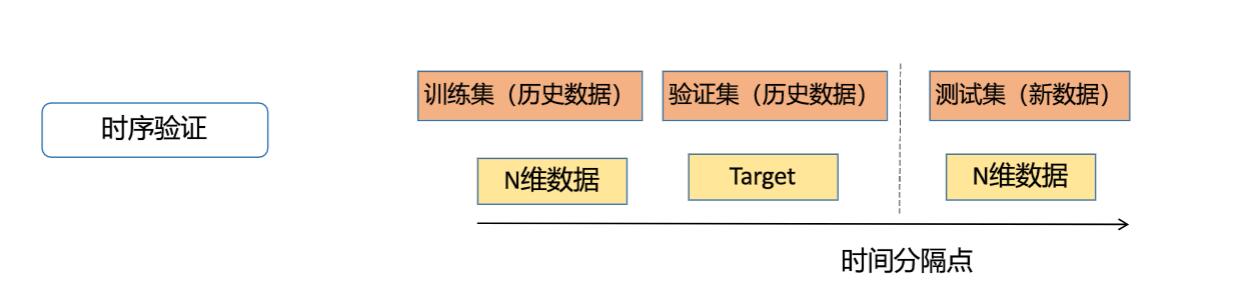 时序验证
训练集（历史数据）
验证集（历史数据）
测试集（新数据）
N维数据
Target
N维数据
时间分隔点